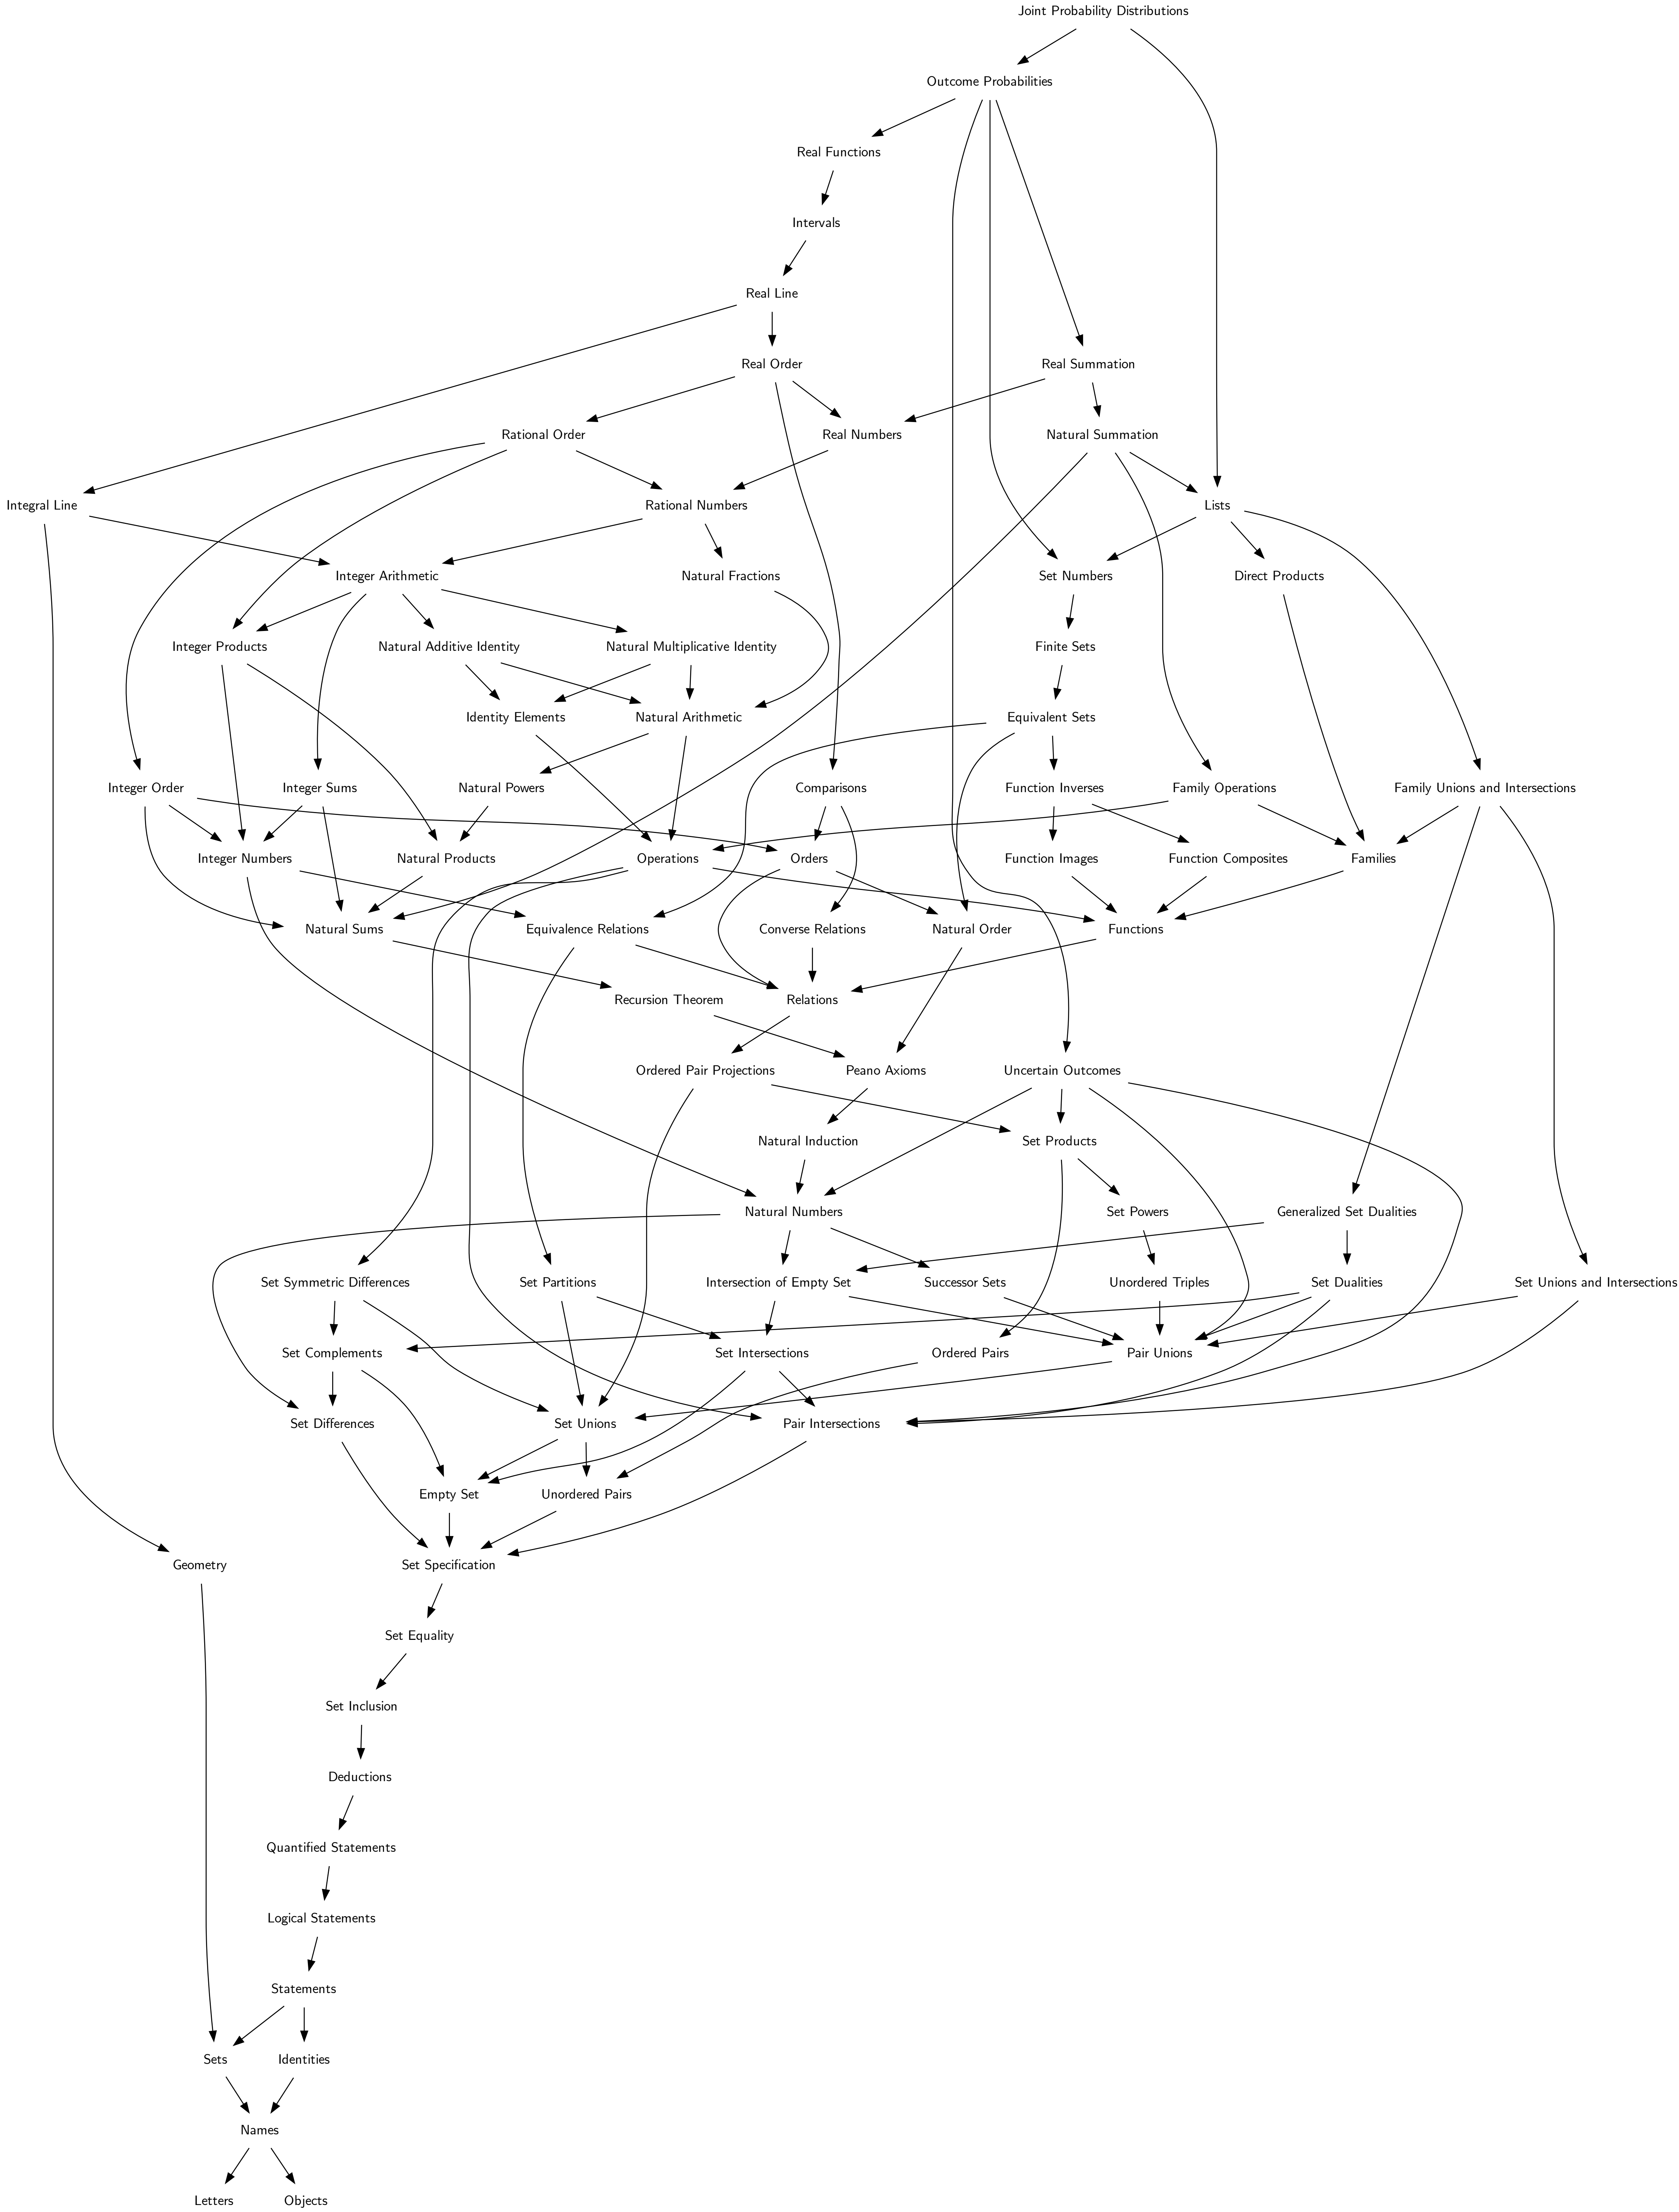 Joint Probability Distributions
Outcome Probabilities
Real Functions
Intervals
Real Line
Real Order
Real Summation
Rational Order
Real Numbers
Natural Summation
Integral Line
Rational Numbers
Lists
Integer Arithmetic
Natural Fractions
Set Numbers
Direct Products
Integer Products
Natural Additive Identity
Natural Multiplicative Identity
Finite Sets
Identity Elements
Natural Arithmetic
Equivalent Sets
Integer Order
Integer Sums
Natural Powers
Comparisons
Function Inverses
Family Operations
Family Unions and Intersections
Integer Numbers
Natural Products
Operations
Orders
Function Images
Function Composites
Families
Natural Sums
Equivalence Relations
Converse Relations
Natural Order
Functions
Recursion Theorem
Relations
Ordered Pair Projections
Peano Axioms
Uncertain Outcomes
Natural Induction
Set Products
Natural Numbers
Set Powers
Generalized Set Dualities
Set Symmetric Differences
Set Partitions
Intersection of Empty Set
Successor Sets
Unordered Triples
Set Dualities
Set Unions and Intersections
Set Complements
Set Intersections
Ordered Pairs
Pair Unions
Set Differences
Set Unions
Pair Intersections
Empty Set
Unordered Pairs
Geometry
Set Specification
Set Equality
Set Inclusion
Deductions
Quantified Statements
Logical Statements
Statements
Sets
Identities
Names
Letters
Objects